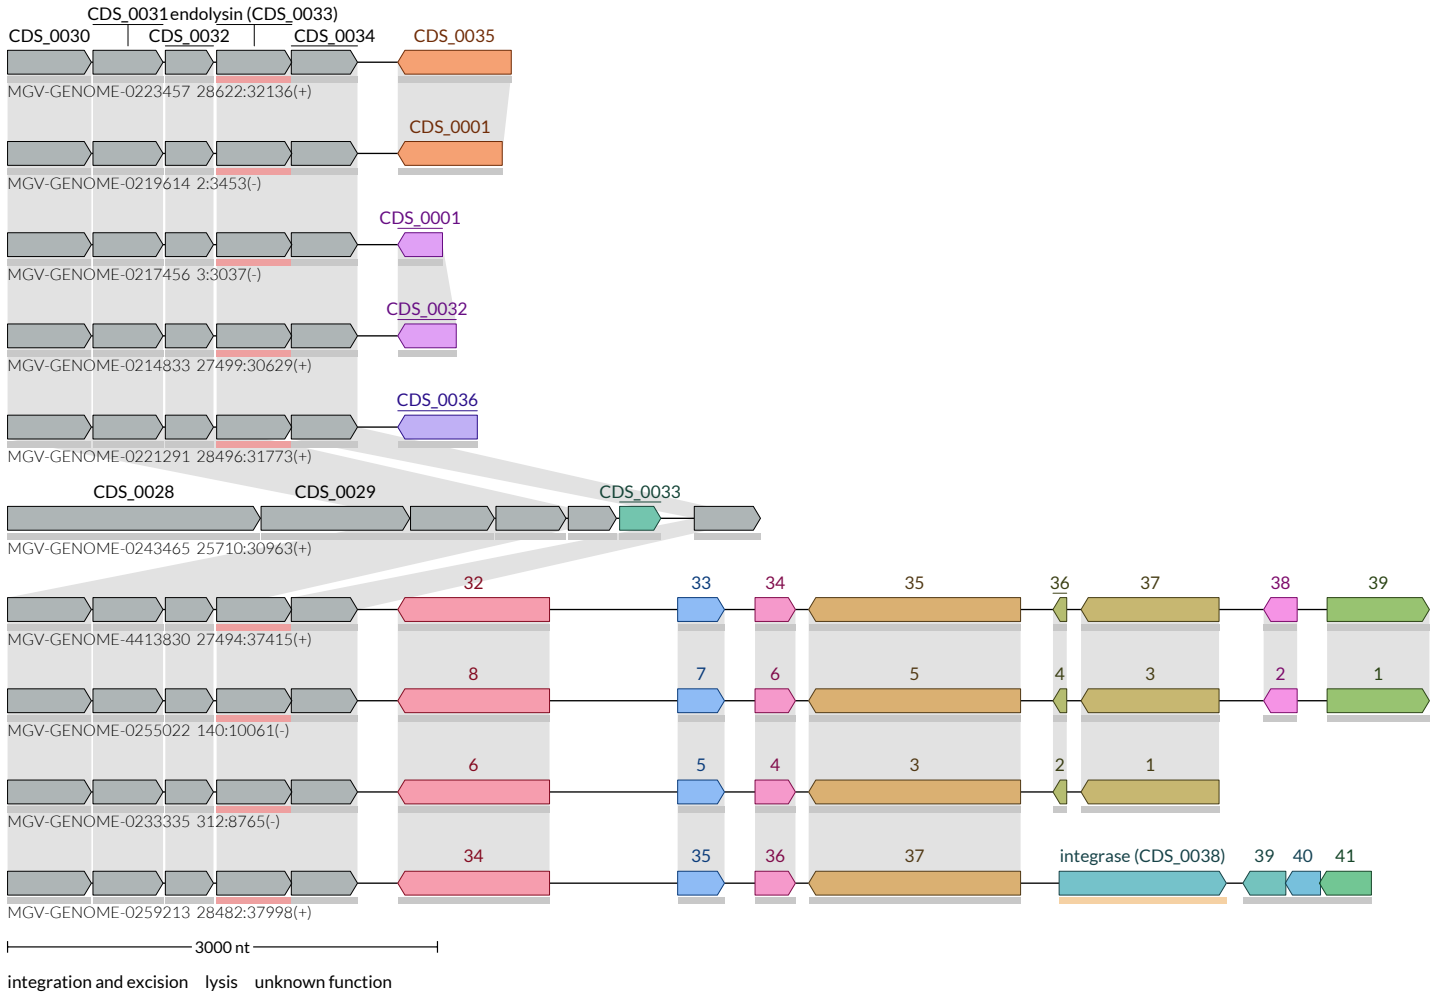 CDS_0031 endolysin (CDS_0033)
CDS_0030 CDS_0032 CDS_0034 CDS_0035
MGV-GENOME-0223457 28622:32136(+)
CDS_0001
MGV-GENOME-0219614 2:3453(-)
CDS_0001
MGV-GENOME-0217456 3:3037(-)
CDS_0032
MGV-GENOME-0214833 27499:30629(+)
CDS_0036
MGV-GENOME-0221291 28496:31773(+)
CDS_0028 CDS_0029 CDS_0033
MGV-GENOME-0243465 25710:30963(+)
32 33 34 35 36 37 38 39
MGV-GENOME-4413830 27494:37415(+)
8 7 6 5 4 3 2 1
MGV-GENOME-0255022 140:10061(-)
6 5 4 3 2 1
MGV-GENOME-0233335 312:8765(-)
34 35 36 37 integrase (CDS_0038) 39 40 41
MGV-GENOME-0259213 28482:37998(+)
3000 nt
integration and excision lysis unknown function